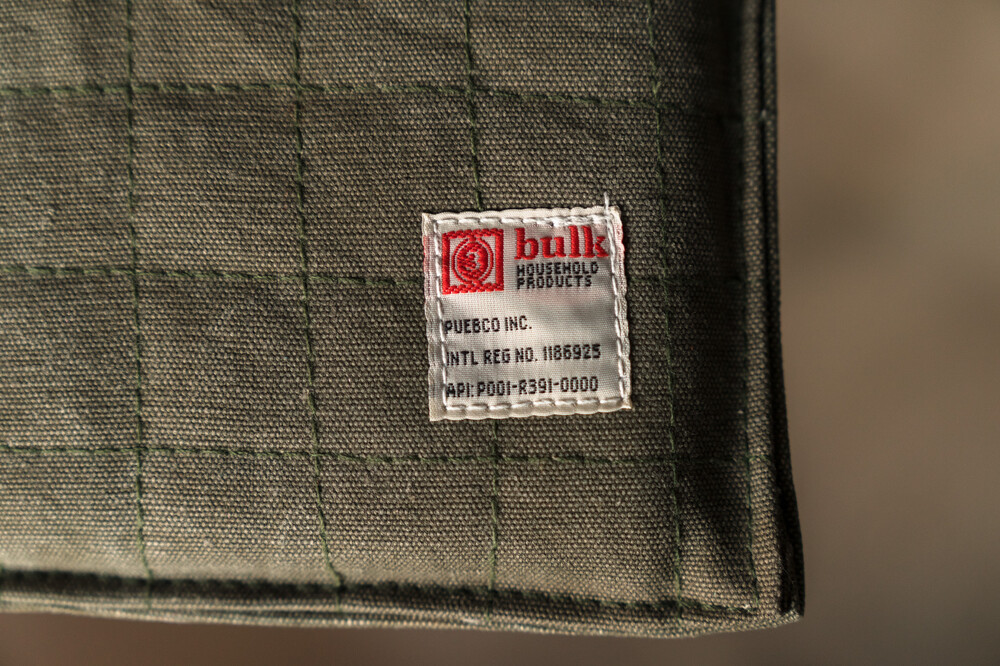 bulk
HOUSEHOLD
PRODUCTS
PUEBCO INC.
INTL REG NO. 1186925
API: P001-R391-0000